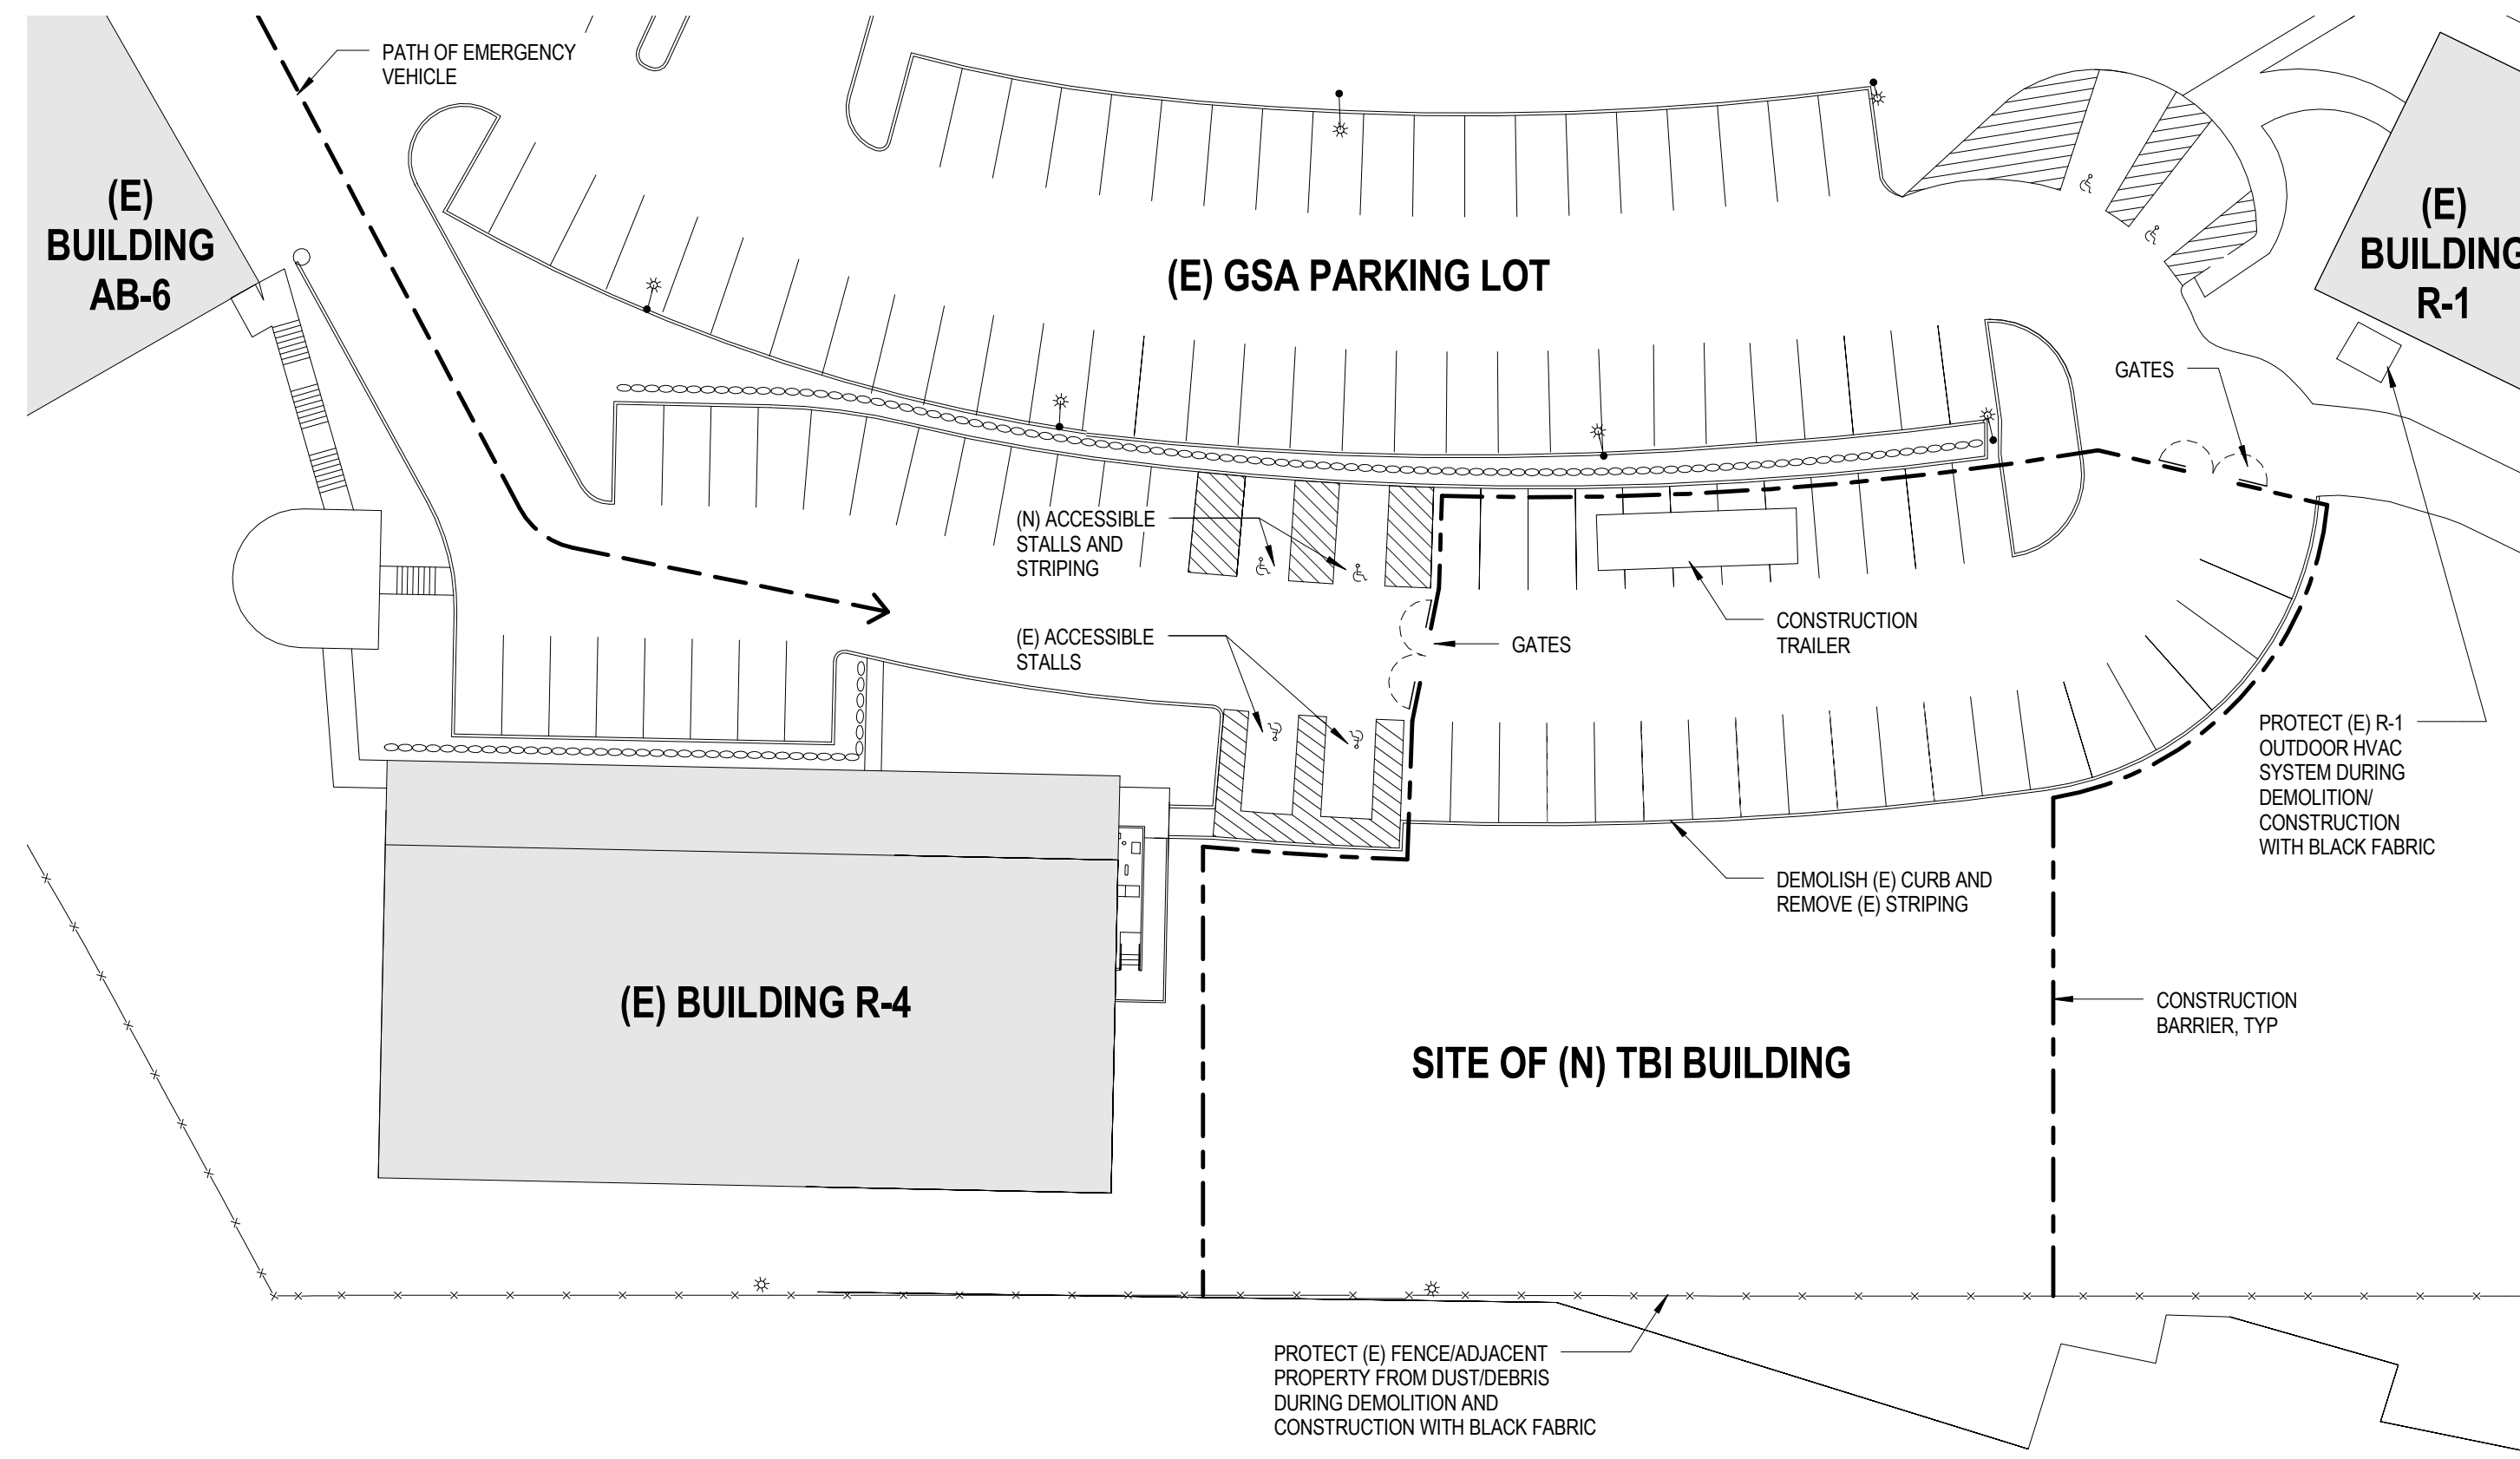 PATH OF EMERGENCY
VEHICLE
(E)
BUILDING
AB-6
(E) GSA PARKING LOT
(E)
BUILDING
R-1
GATES
(N) ACCESSIBLE
STALLS AND
STRIPING
(E) ACCESSIBLE
STALLS
GATES
CONSTRUCTION
TRAILER
PROTECT (E) R-1
OUTDOOR HVAC
SYSTEM DURING
DEMOLITION/
CONSTRUCTION
WITH BLACK FABRIC
DEMOLISH (E) CURB AND
REMOVE (E) STRIPING
(E) BUILDING R-4
SITE OF (N) TBI BUILDING
CONSTRUCTION
BARRIER, TYP
PROTECT (E) FENCE/ADJACENT
PROPERTY FROM DUST/DEBRIS
DURING DEMOLITION AND
CONSTRUCTION WITH BLACK FABRIC